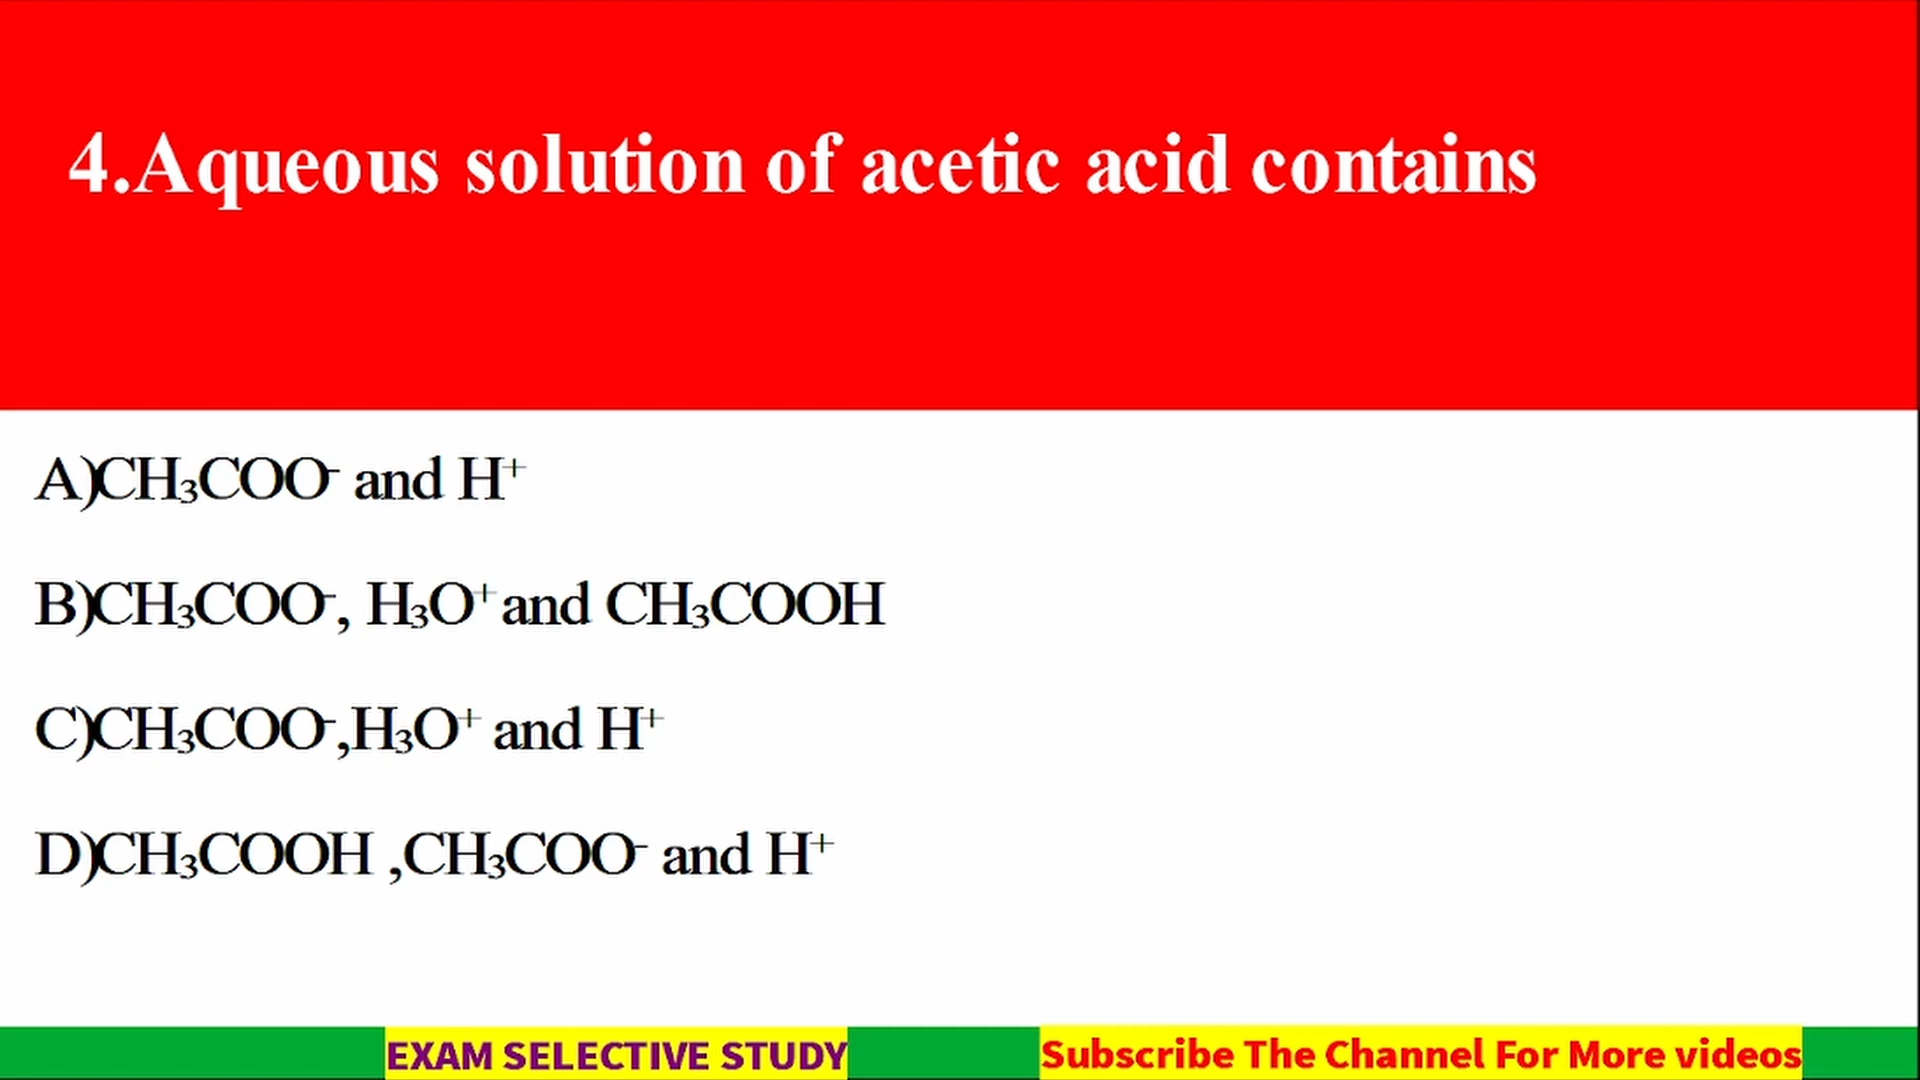 4.Aqueous solution of acetic acid contains
A)CH₃COO⁻ and H⁺
B)CH₃COO⁻, H₃O⁺ and CH₃COOH
C)CH₃COO⁻,H₃O⁺ and H⁺
D)CH₃COOH ,CH₃COO⁻ and H⁺
EXAM SELECTIVE STUDY
Subscribe The Channel For More videos